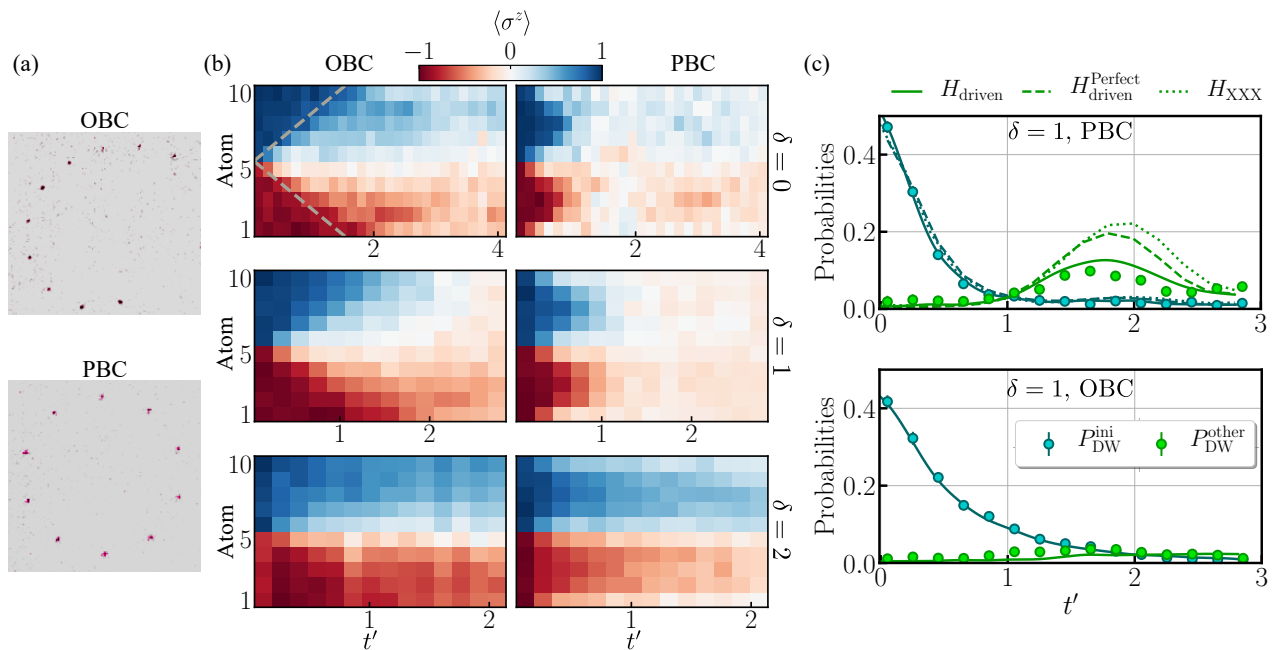 (a)
OBC
PBC
(b)
⟨σ^z⟩
−1 0 1
OBC
PBC
Atom
10
5
1
2
4
2
4
δ = 0
Atom
10
5
1
1
2
1
2
δ = 1
Atom
10
5
1
1
2
1
2
δ = 2
t′
t′
(c)
H_driven
H_driven^Perfect
H_XXX
δ = 1, PBC
Probabilities
0.4
0.2
0.0
0
1
2
3
δ = 1, OBC
P_DW^ini
P_DW^other
Probabilities
0.4
0.2
0.0
0
1
2
3
t′